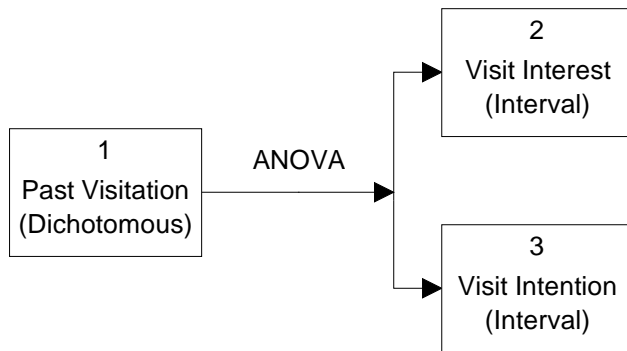 1
Past Visitation
(Dichotomous)
ANOVA
2
Visit Interest
(Interval)
3
Visit Intention
(Interval)